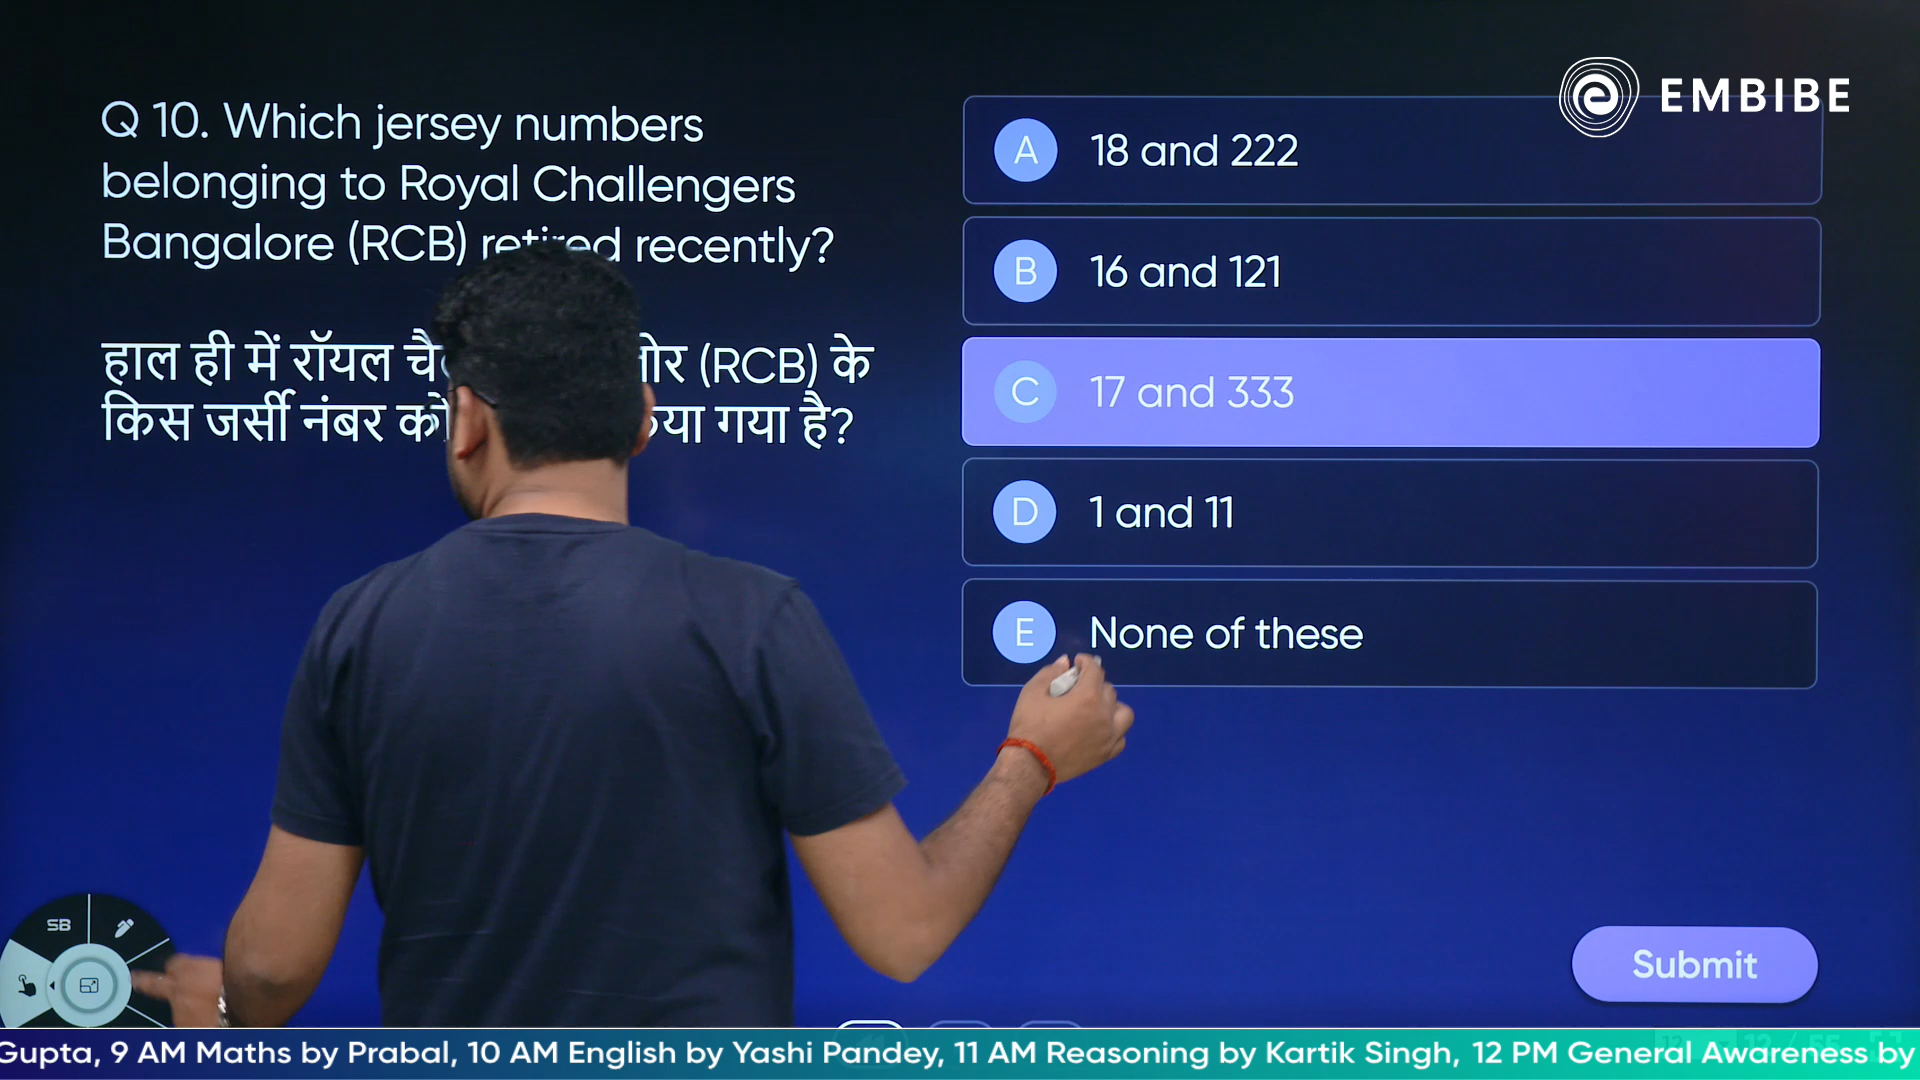 EMBIBE
Q 10. Which jersey numbers
belonging to Royal Challengers
Bangalore (RCB) retired recently?
हाल ही में रॉयल (RCB) के
किस जर्सी नंबर को गया है?
A 18 and 222
B 16 and 121
C 17 and 333
D 1 and 11
E None of these
Submit
SB
Gupta, 9 AM Maths by Prabal, 10 AM English by Yashi Pandey, 11 AM Reasoning by Kartik Singh, 12 PM General Awareness by